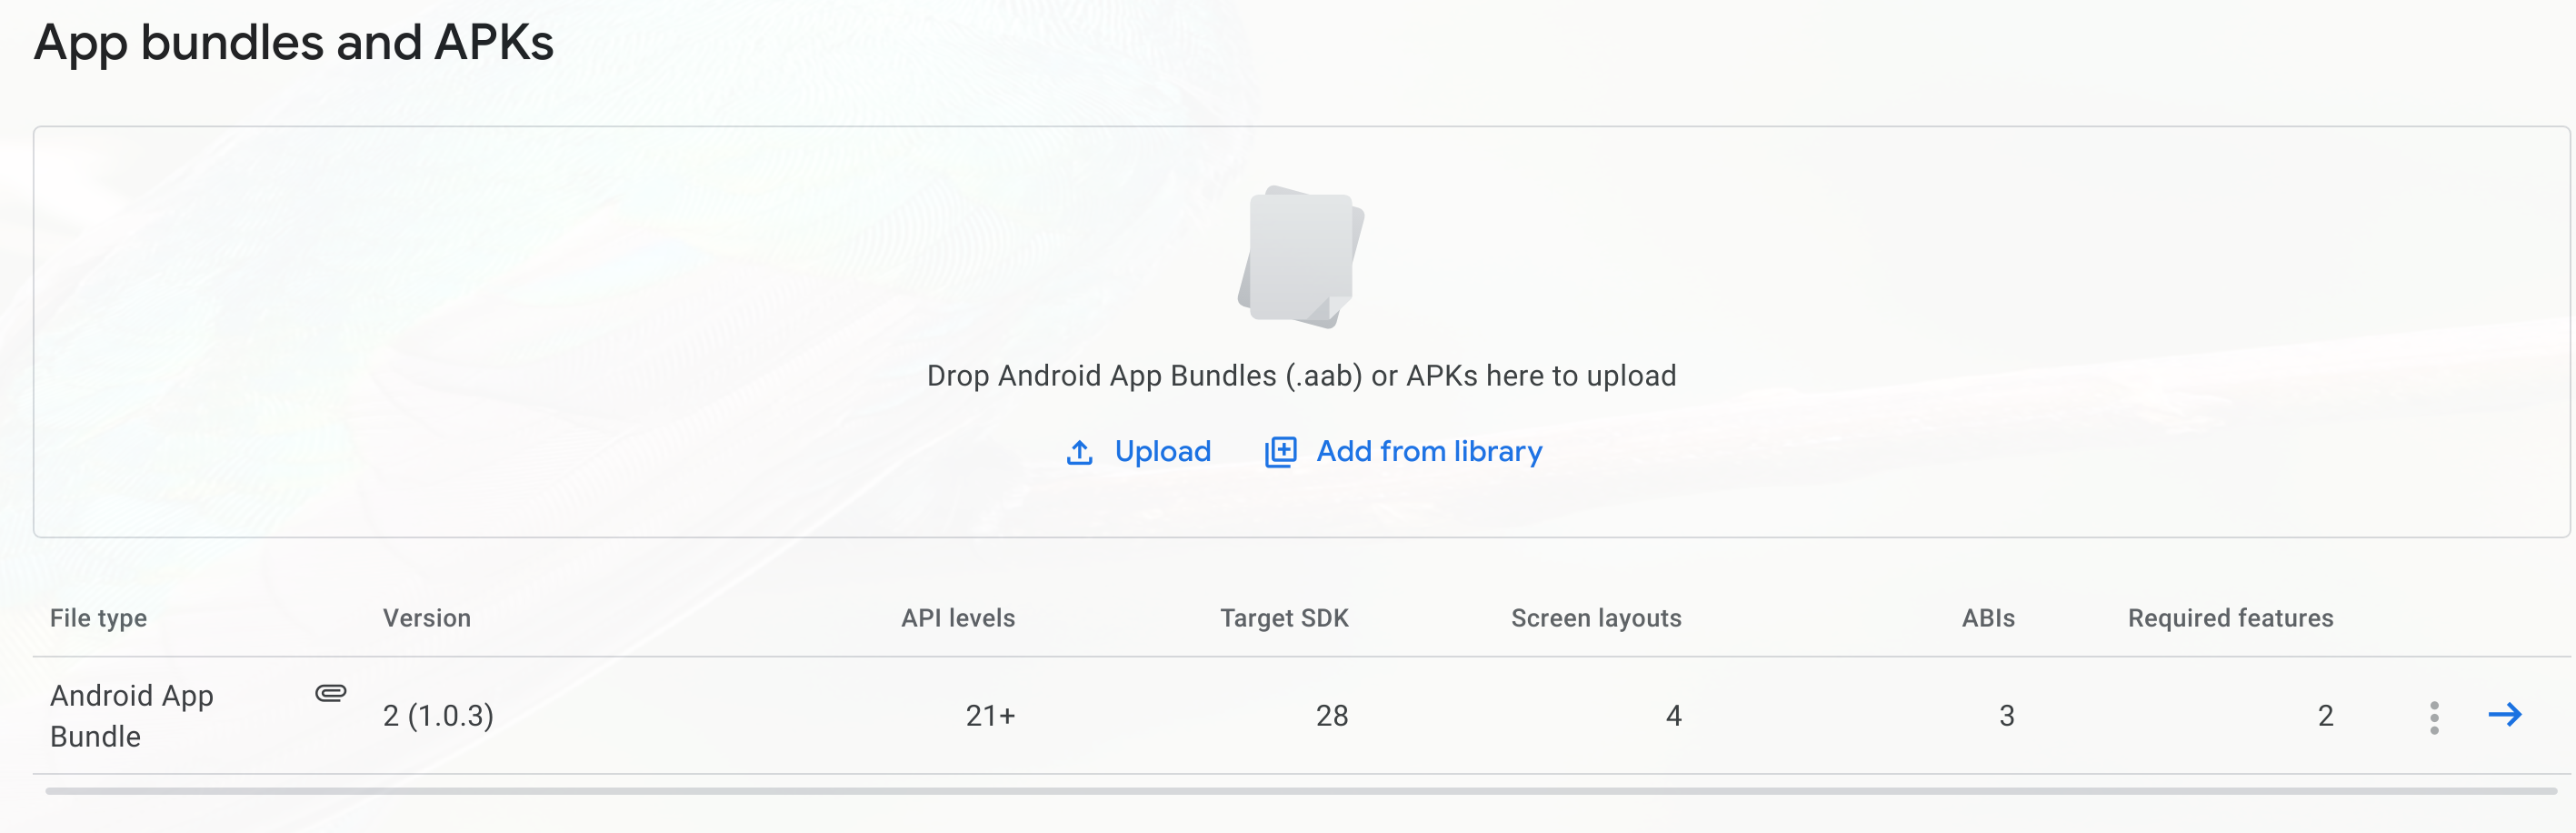 App bundles and APKs
Drop Android App Bundles (.aab) or APKs here to upload
Upload Add from library
File type Version API levels Target SDK Screen layouts ABIs Required features
Android App
Bundle
2 (1.0.3) 21+ 28 4 3 2